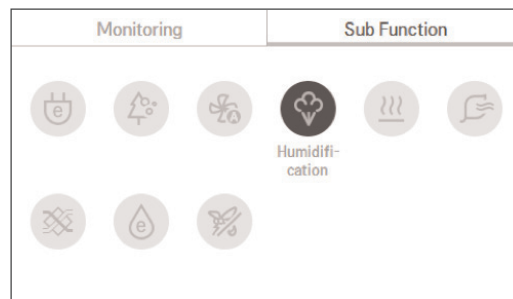 Monitoring
Sub Function
e
A
Humidifi-
cation
e